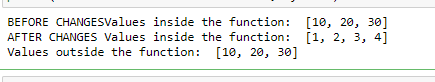 BEFORE CHANGESValues inside the function:  [10, 20, 30]
AFTER CHANGES Values inside the function:  [1, 2, 3, 4]
Values outside the function:  [10, 20, 30]